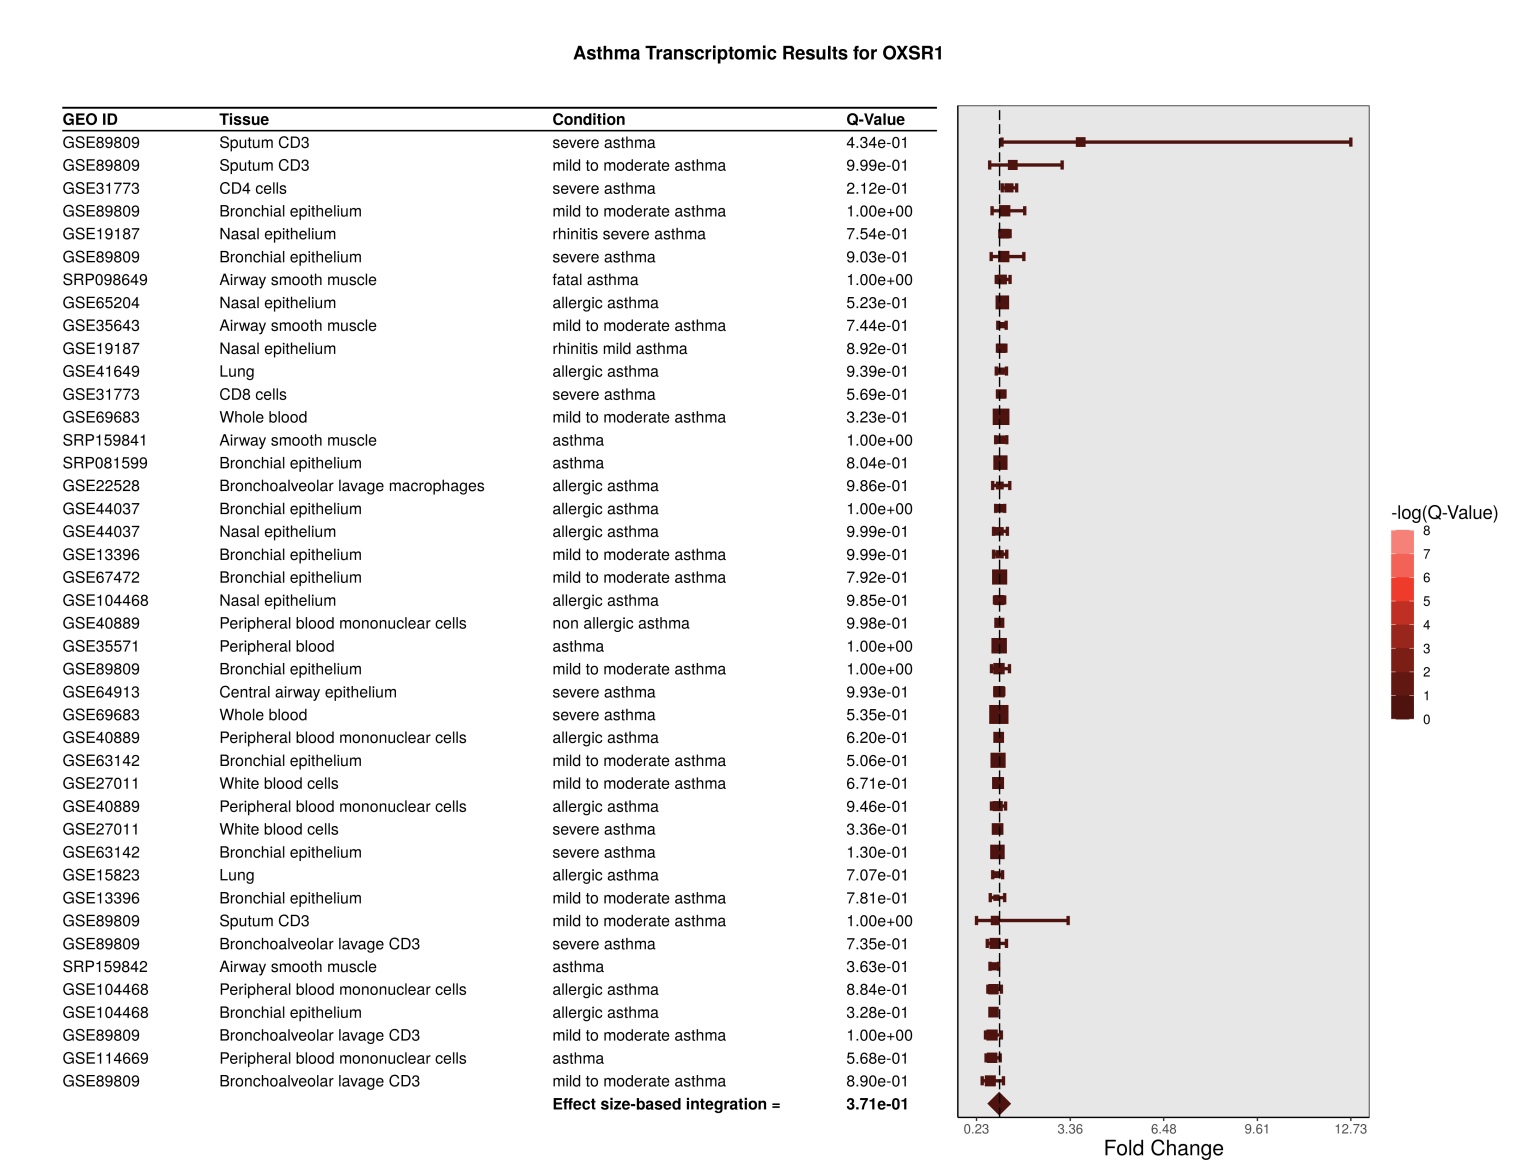 Asthma Transcriptomic Results for OXSR1
GEO ID Tissue Condition Q-Value
GSE89809 Sputum CD3 severe asthma 4.34e-01
GSE89809 Sputum CD3 mild to moderate asthma 9.99e-01
GSE31773 CD4 cells severe asthma 2.12e-01
GSE89809 Bronchial epithelium mild to moderate asthma 1.00e+00
GSE19187 Nasal epithelium rhinitis severe asthma 7.54e-01
GSE89809 Bronchial epithelium severe asthma 9.03e-01
SRP098649 Airway smooth muscle fatal asthma 1.00e+00
GSE65204 Nasal epithelium allergic asthma 5.23e-01
GSE35643 Airway smooth muscle mild to moderate asthma 7.44e-01
GSE19187 Nasal epithelium rhinitis mild asthma 8.92e-01
GSE41649 Lung allergic asthma 9.39e-01
GSE31773 CD8 cells severe asthma 5.69e-01
GSE69683 Whole blood mild to moderate asthma 3.23e-01
SRP159841 Airway smooth muscle asthma 1.00e+00
SRP081599 Bronchial epithelium asthma 8.04e-01
GSE22528 Bronchoalveolar lavage macrophages allergic asthma 9.86e-01
GSE44037 Bronchial epithelium allergic asthma 1.00e+00
GSE44037 Nasal epithelium allergic asthma 9.99e-01
GSE13396 Bronchial epithelium mild to moderate asthma 9.99e-01
GSE67472 Bronchial epithelium mild to moderate asthma 7.92e-01
GSE104468 Nasal epithelium allergic asthma 9.85e-01
GSE40889 Peripheral blood mononuclear cells non allergic asthma 9.98e-01
GSE35571 Peripheral blood asthma 1.00e+00
GSE89809 Bronchial epithelium mild to moderate asthma 1.00e+00
GSE64913 Central airway epithelium severe asthma 9.93e-01
GSE69683 Whole blood severe asthma 5.35e-01
GSE40889 Peripheral blood mononuclear cells allergic asthma 6.20e-01
GSE63142 Bronchial epithelium mild to moderate asthma 5.06e-01
GSE27011 White blood cells mild to moderate asthma 6.71e-01
GSE40889 Peripheral blood mononuclear cells allergic asthma 9.46e-01
GSE27011 White blood cells severe asthma 3.36e-01
GSE63142 Bronchial epithelium severe asthma 1.30e-01
GSE15823 Lung allergic asthma 7.07e-01
GSE13396 Bronchial epithelium mild to moderate asthma 7.81e-01
GSE89809 Sputum CD3 mild to moderate asthma 1.00e+00
GSE89809 Bronchoalveolar lavage CD3 severe asthma 7.35e-01
SRP159842 Airway smooth muscle asthma 3.63e-01
GSE104468 Peripheral blood mononuclear cells allergic asthma 8.84e-01
GSE104468 Bronchial epithelium allergic asthma 3.28e-01
GSE89809 Bronchoalveolar lavage CD3 mild to moderate asthma 1.00e+00
GSE114669 Peripheral blood mononuclear cells asthma 5.68e-01
GSE89809 Bronchoalveolar lavage CD3 mild to moderate asthma 8.90e-01
Effect size-based integration = 3.71e-01
0.23 3.36 6.48 9.61 12.73
Fold Change
-log(Q-Value)
8
7
6
5
4
3
2
1
0